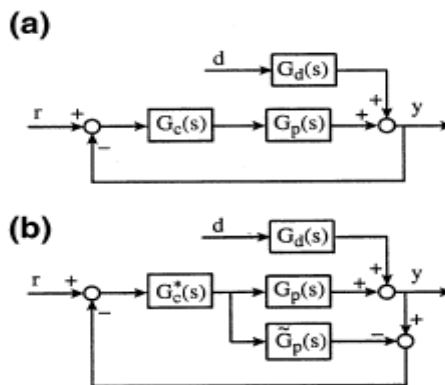 (a)
d
G_d(s)
r
+
−
G_c(s)
G_p(s)
+
+
y
(b)
d
G_d(s)
r
+
−
G_c^*(s)
G_p(s)
+
+
y
G̃_p(s)
−
+